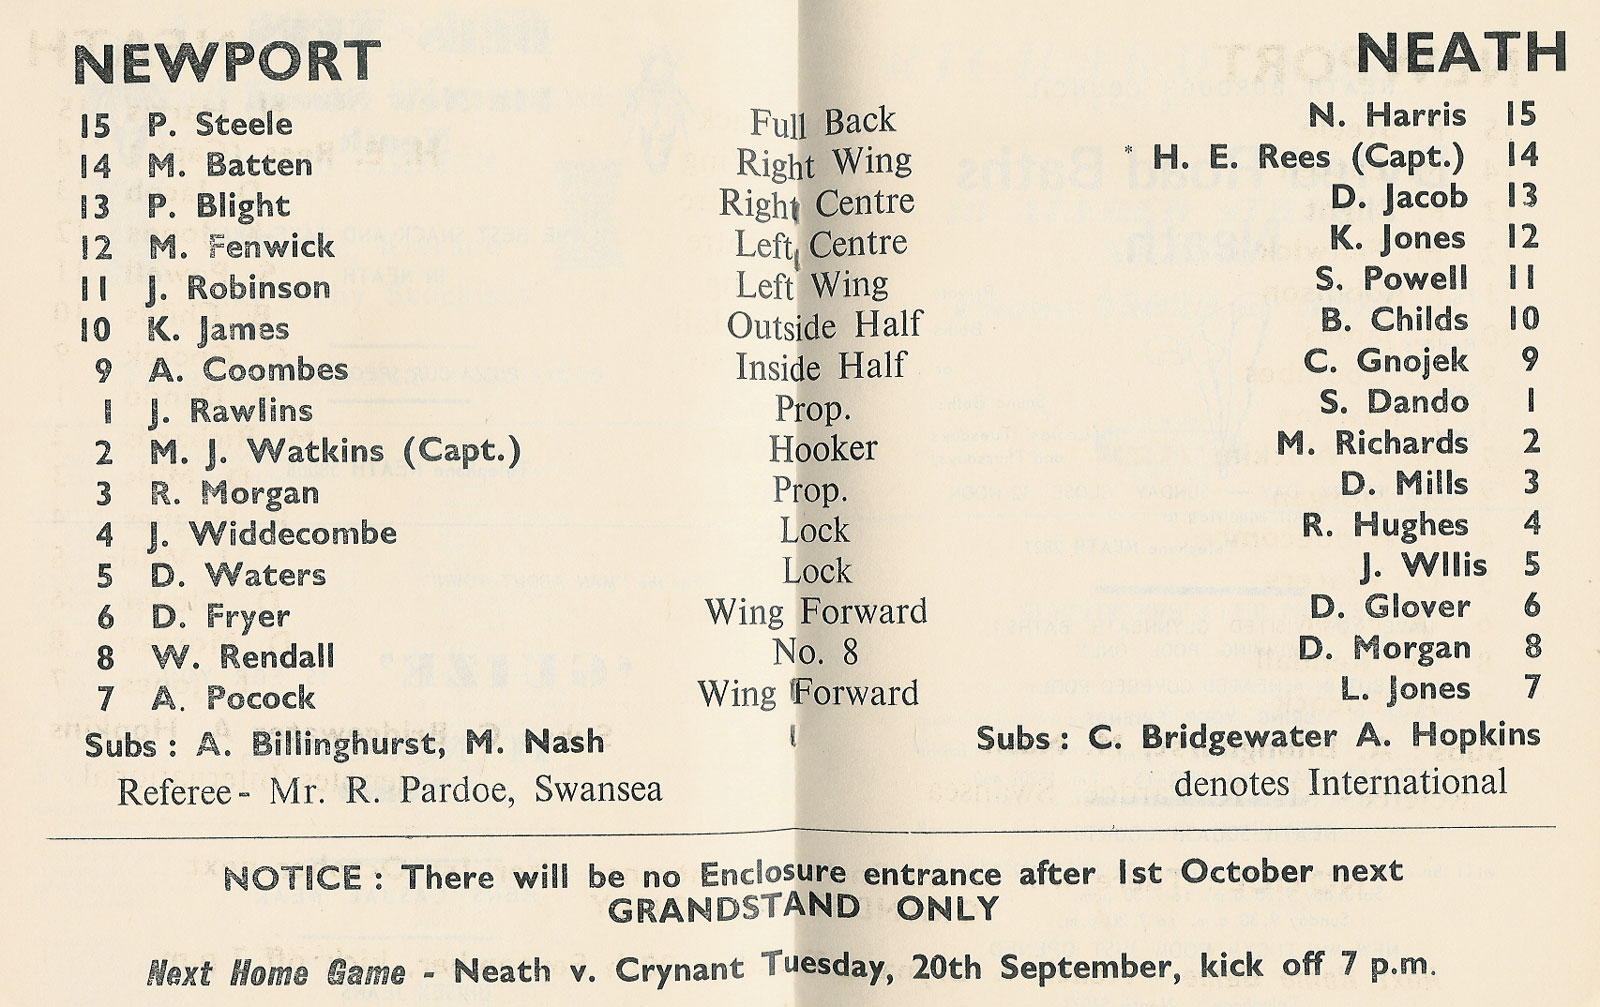 NEWPORT NEATH
15 P. Steele Full Back N. Harris 15
14 M. Batten Right Wing * H. E. Rees (Capt.) 14
13 P. Blight Right Centre D. Jacob 13
12 M. Fenwick Left Centre K. Jones 12
11 J. Robinson Left Wing S. Powell 11
10 K. James Outside Half B. Childs 10
9 A. Coombes Inside Half C. Gnojek 9
1 J. Rawlins Prop. S. Dando 1
2 M. J. Watkins (Capt.) Hooker M. Richards 2
3 R. Morgan Prop. D. Mills 3
4 J. Widdecombe Lock R. Hughes 4
5 D. Waters Lock J. Wllis 5
6 D. Fryer Wing Forward D. Glover 6
8 W. Rendall No. 8 D. Morgan 8
7 A. Pocock Wing Forward L. Jones 7
Subs : A. Billinghurst, M. Nash Subs : C. Bridgewater A. Hopkins
Referee - Mr. R. Pardoe, Swansea denotes International
NOTICE : There will be no Enclosure entrance after 1st October next
GRANDSTAND ONLY
Next Home Game - Neath v. Crynant Tuesday, 20th September, kick off 7 p.m.